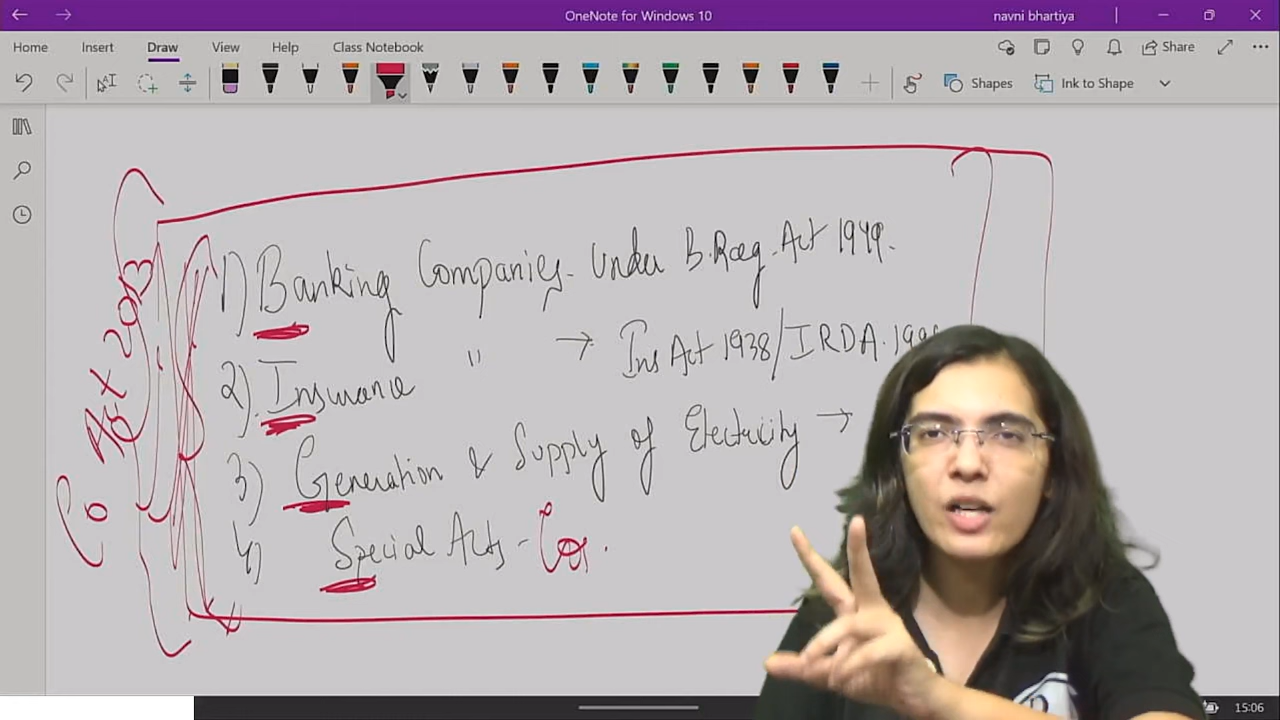 OneNote for Windows 10
navni bhartiya
Home Insert Draw View Help Class Notebook
Share
Shapes Ink to Shape
Co Act 2013
1) Banking Companies. Under B.Reg. Act 1949.
2). Insurance " → Ins Act 1938/IRDA.
3) Generation & Supply of Electricity →
4) Special Acts - Cos.
15:06